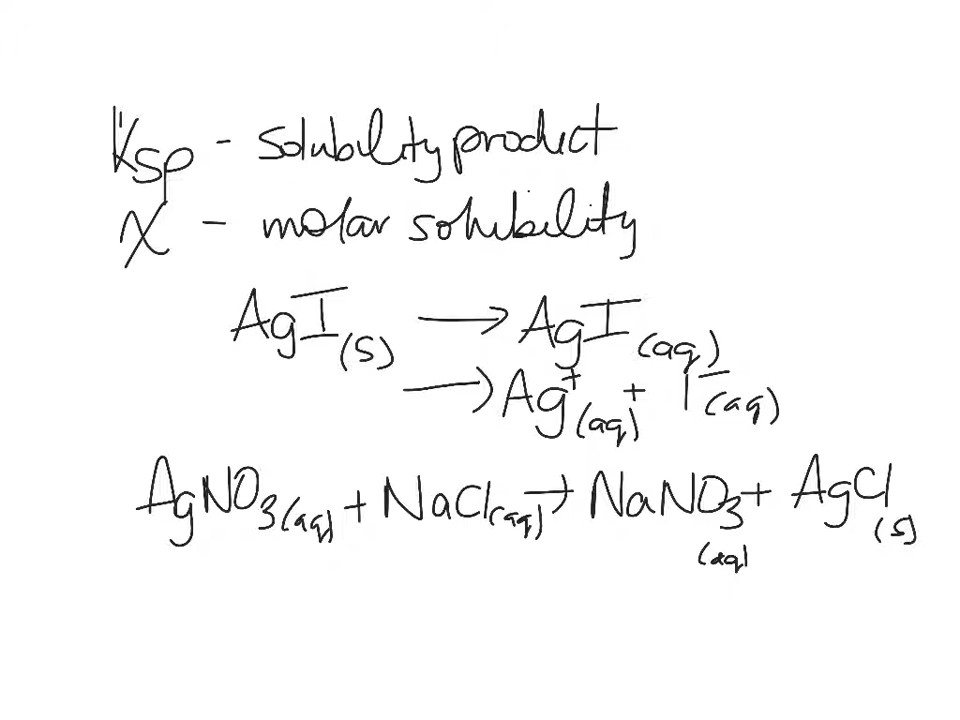 Ksp - solubility product
x - molar solubility
AgI(s) → AgI(aq)
→ Ag⁺(aq) + I⁻(aq)
AgNO₃(aq) + NaCl(aq) → NaNO₃(aq) + AgCl(s)